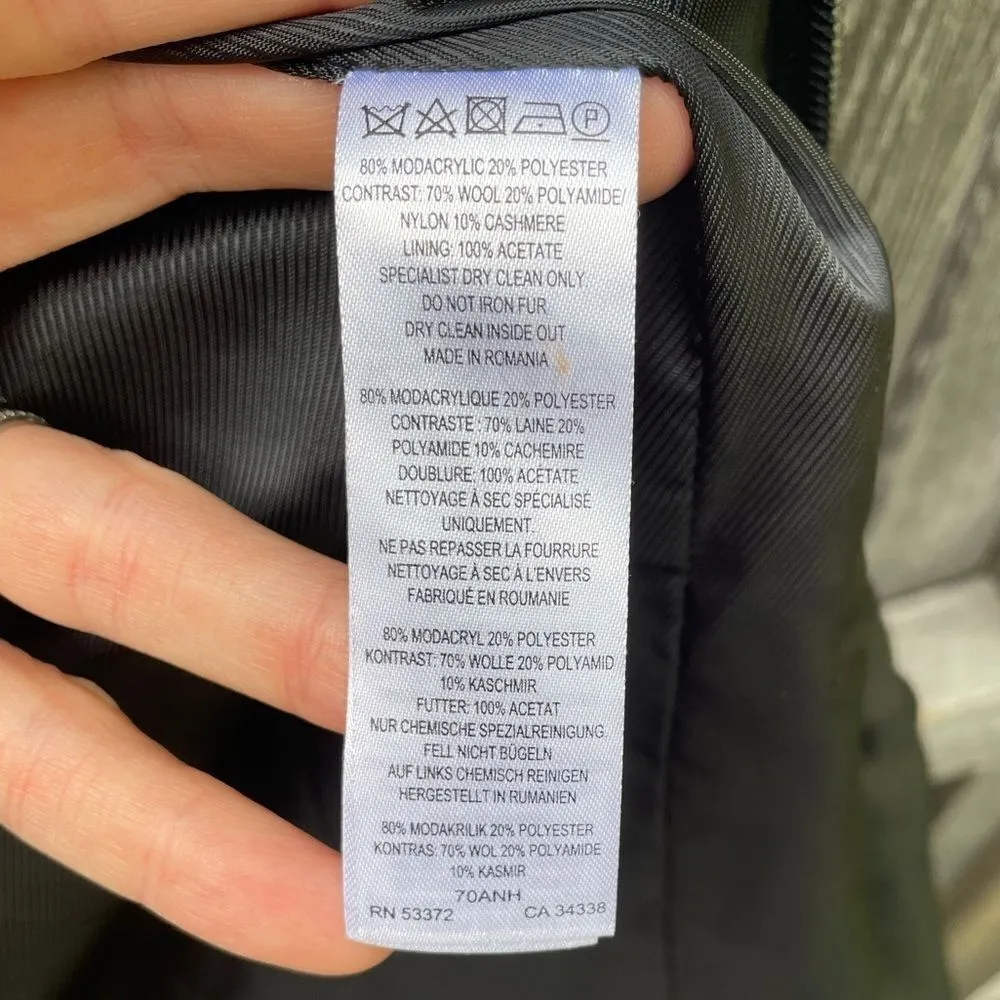 P
80% MODACRYLIC 20% POLYESTER
CONTRAST: 70% WOOL 20% POLYAMIDE/
NYLON 10% CASHMERE
LINING: 100% ACETATE
SPECIALIST DRY CLEAN ONLY.
DO NOT IRON FUR
DRY CLEAN INSIDE OUT
MADE IN ROMANIA
80% MODACRYLIQUE 20% POLYESTER
CONTRASTE : 70% LAINE 20%
POLYAMIDE 10% CACHEMIRE
DOUBLURE: 100% ACÉTATE
NETTOYAGE À SEC SPÉCIALISÉ
UNIQUEMENT.
NE PAS REPASSER LA FOURRURE
NETTOYAGE À SEC À L'ENVERS
FABRIQUÉ EN ROUMANIE
80% MODACRYL 20% POLYESTER
KONTRAST: 70% WOLLE 20% POLYAMID
10% KASCHMIR
FUTTER: 100% ACETAT
NUR CHEMISCHE SPEZIALREINIGUNG.
FELL NICHT BÜGELN
AUF LINKS CHEMISCH REINIGEN
HERGESTELLT IN RUMANIEN
80% MODAKRILIK 20% POLYESTER
KONTRAS: 70% WOL 20% POLYAMIDE
10% KASMIR
70ANH
RN 53372 CA 34338